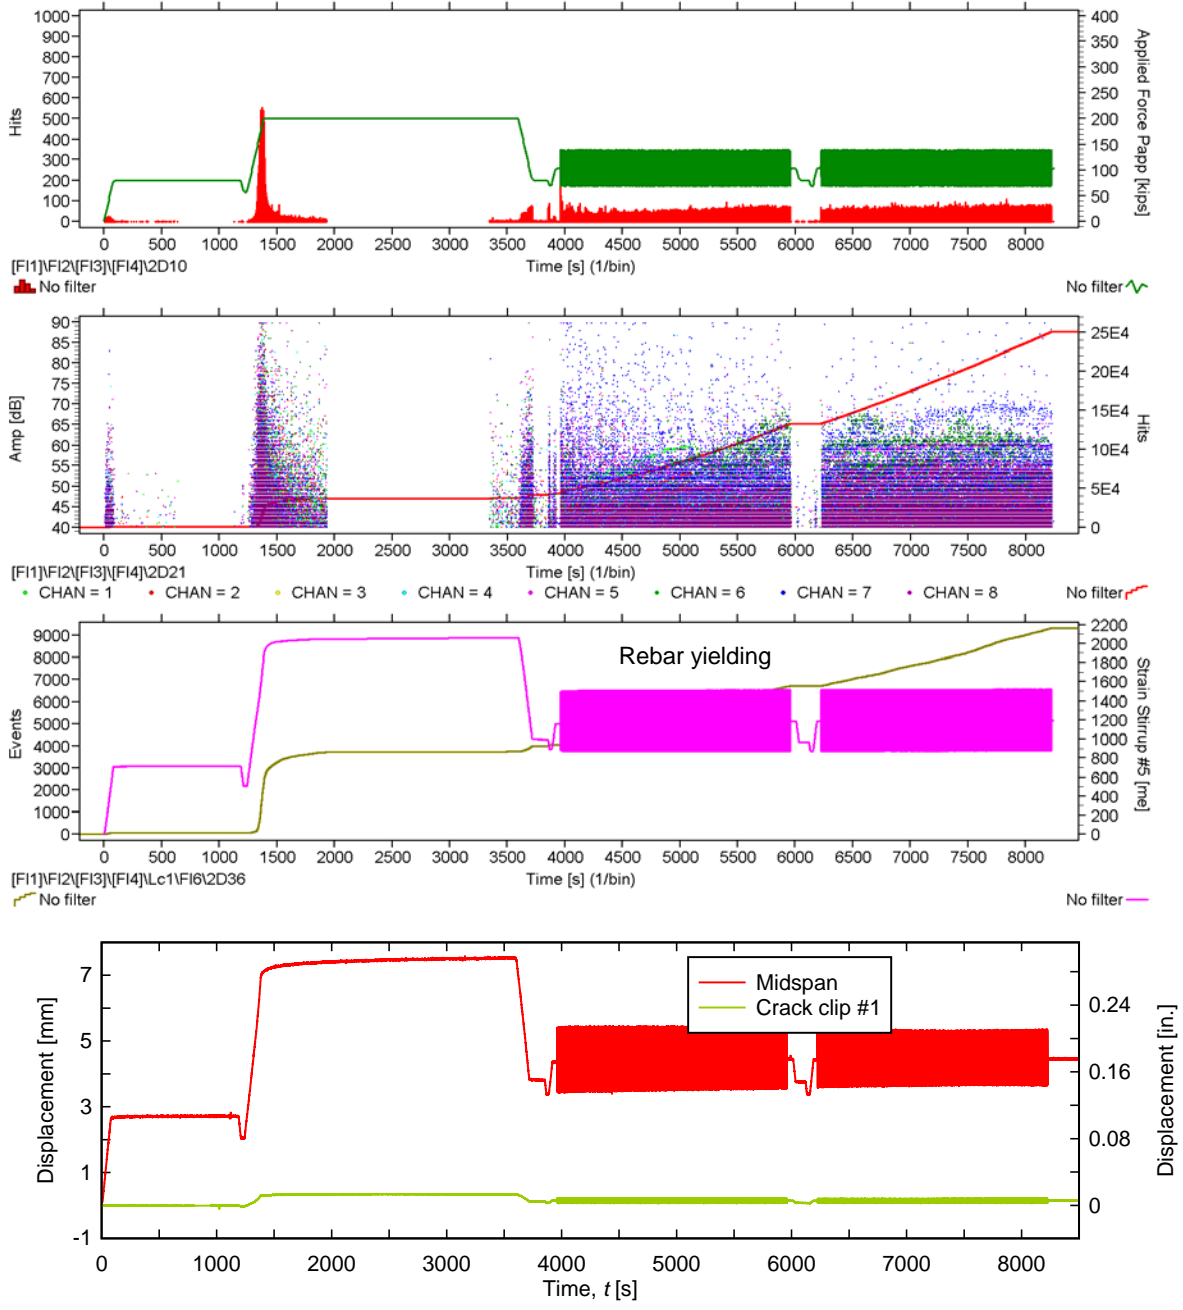 1000
900
800
700
600
500
400
300
200
100
0
Hits
400
350
300
250
200
150
100
50
0
Applied Force Papp [kips]
0 500 1000 1500 2000 2500 3000 3500 4000 4500 5000 5500 6000 6500 7000 7500 8000
[FI1]\FI2\[FI3]\[FI4]\2D10
Time [s] (1/bin)
No filter
No filter
90
85
80
75
70
65
60
55
50
45
40
Amp [dB]
25E4
20E4
15E4
10E4
5E4
0
Hits
0 500 1000 1500 2000 2500 3000 3500 4000 4500 5000 5500 6000 6500 7000 7500 8000
[FI1]\FI2\[FI3]\[FI4]\2D21
Time [s] (1/bin)
CHAN = 1 CHAN = 2 CHAN = 3 CHAN = 4 CHAN = 5 CHAN = 6 CHAN = 7 CHAN = 8 No filter
9000
8000
7000
6000
5000
4000
3000
2000
1000
0
Events
Rebar yielding
2200
2000
1800
1600
1400
1200
1000
800
600
400
200
0
Strain Stirrup #5 [me]
0 500 1000 1500 2000 2500 3000 3500 4000 4500 5000 5500 6000 6500 7000 7500 8000
[FI1]\FI2\[FI3]\[FI4]\Lc1\FI6\2D36
Time [s] (1/bin)
No filter
No filter
7
5
3
1
-1
Displacement [mm]
Midspan
Crack clip #1
0.24
0.16
0.08
0
Displacement [in.]
0 1000 2000 3000 4000 5000 6000 7000 8000
Time, t [s]